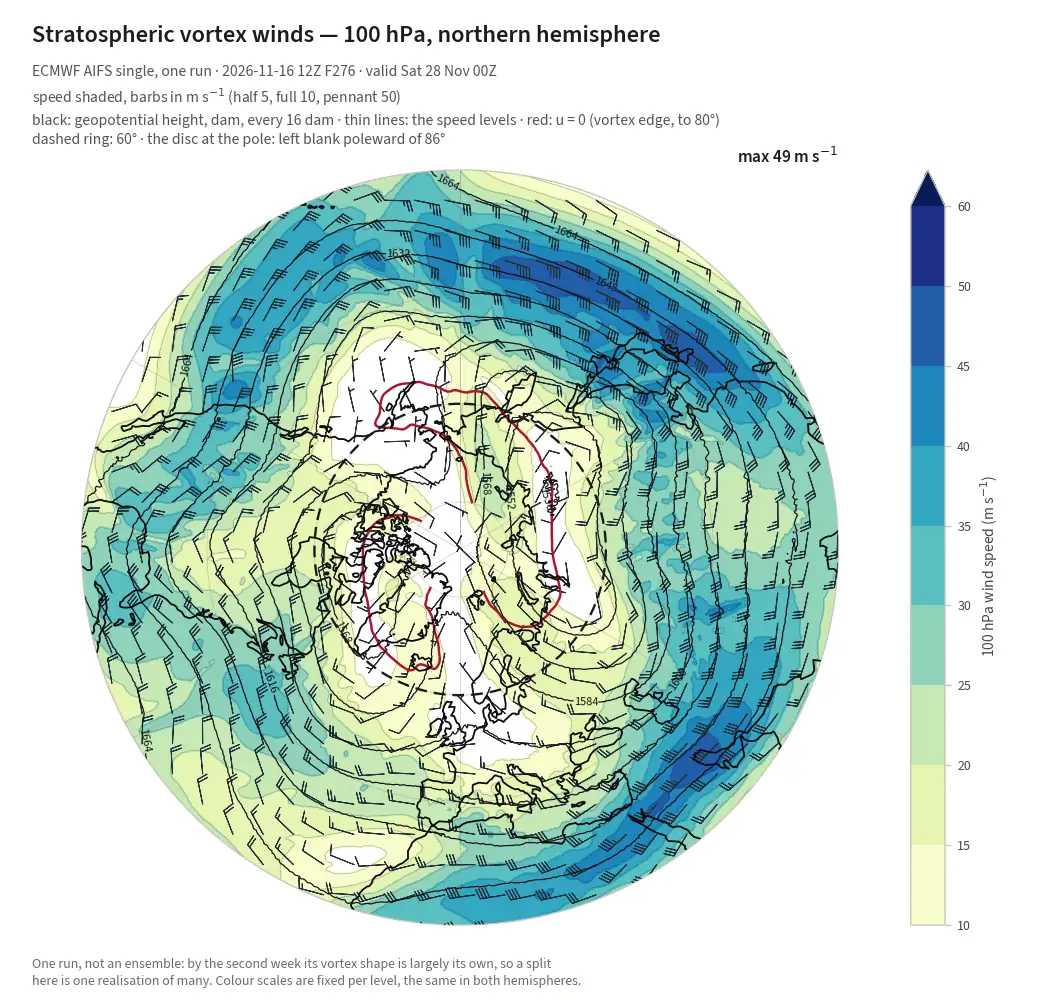 Stratospheric vortex winds — 100 hPa, northern hemisphere
ECMWF AIFS single, one run · 2026-11-16 12Z F276 · valid Sat 28 Nov 00Z
speed shaded, barbs in m s⁻¹ (half 5, full 10, pennant 50)
black: geopotential height, dam, every 16 dam · thin lines: the speed levels · red: u = 0 (vortex edge, to 80°)
dashed ring: 60° · the disc at the pole: left blank poleward of 86°
max 49 m s⁻¹
1664
1664
1632
1648
1664
1568
1552
1616
1584
1664
60
50
45
40
35
30
25
20
15
10
100 hPa wind speed (m s⁻¹)
One run, not an ensemble: by the second week its vortex shape is largely its own, so a split
here is one realisation of many. Colour scales are fixed per level, the same in both hemispheres.